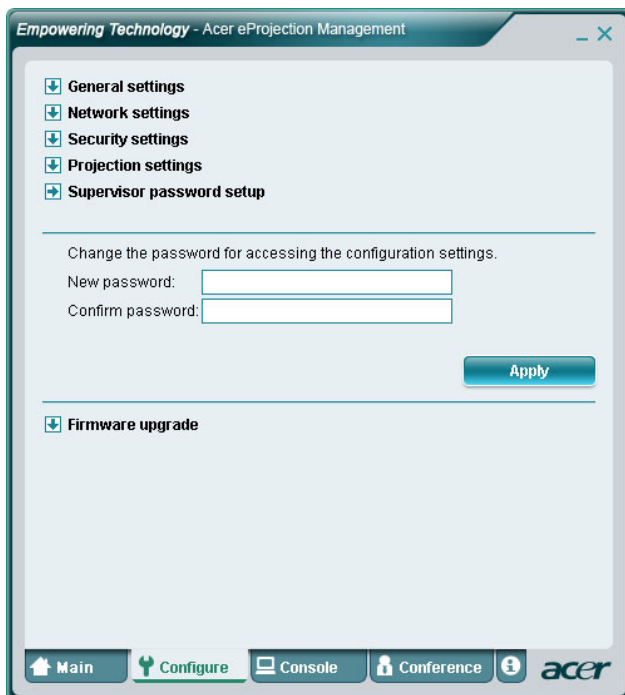 Empowering Technology - Acer eProjection Management
General settings
Network settings
Security settings
Projection settings
Supervisor password setup
Change the password for accessing the configuration settings.
New password:
Confirm password:
Apply
Firmware upgrade
Main Configure Console Conference acer